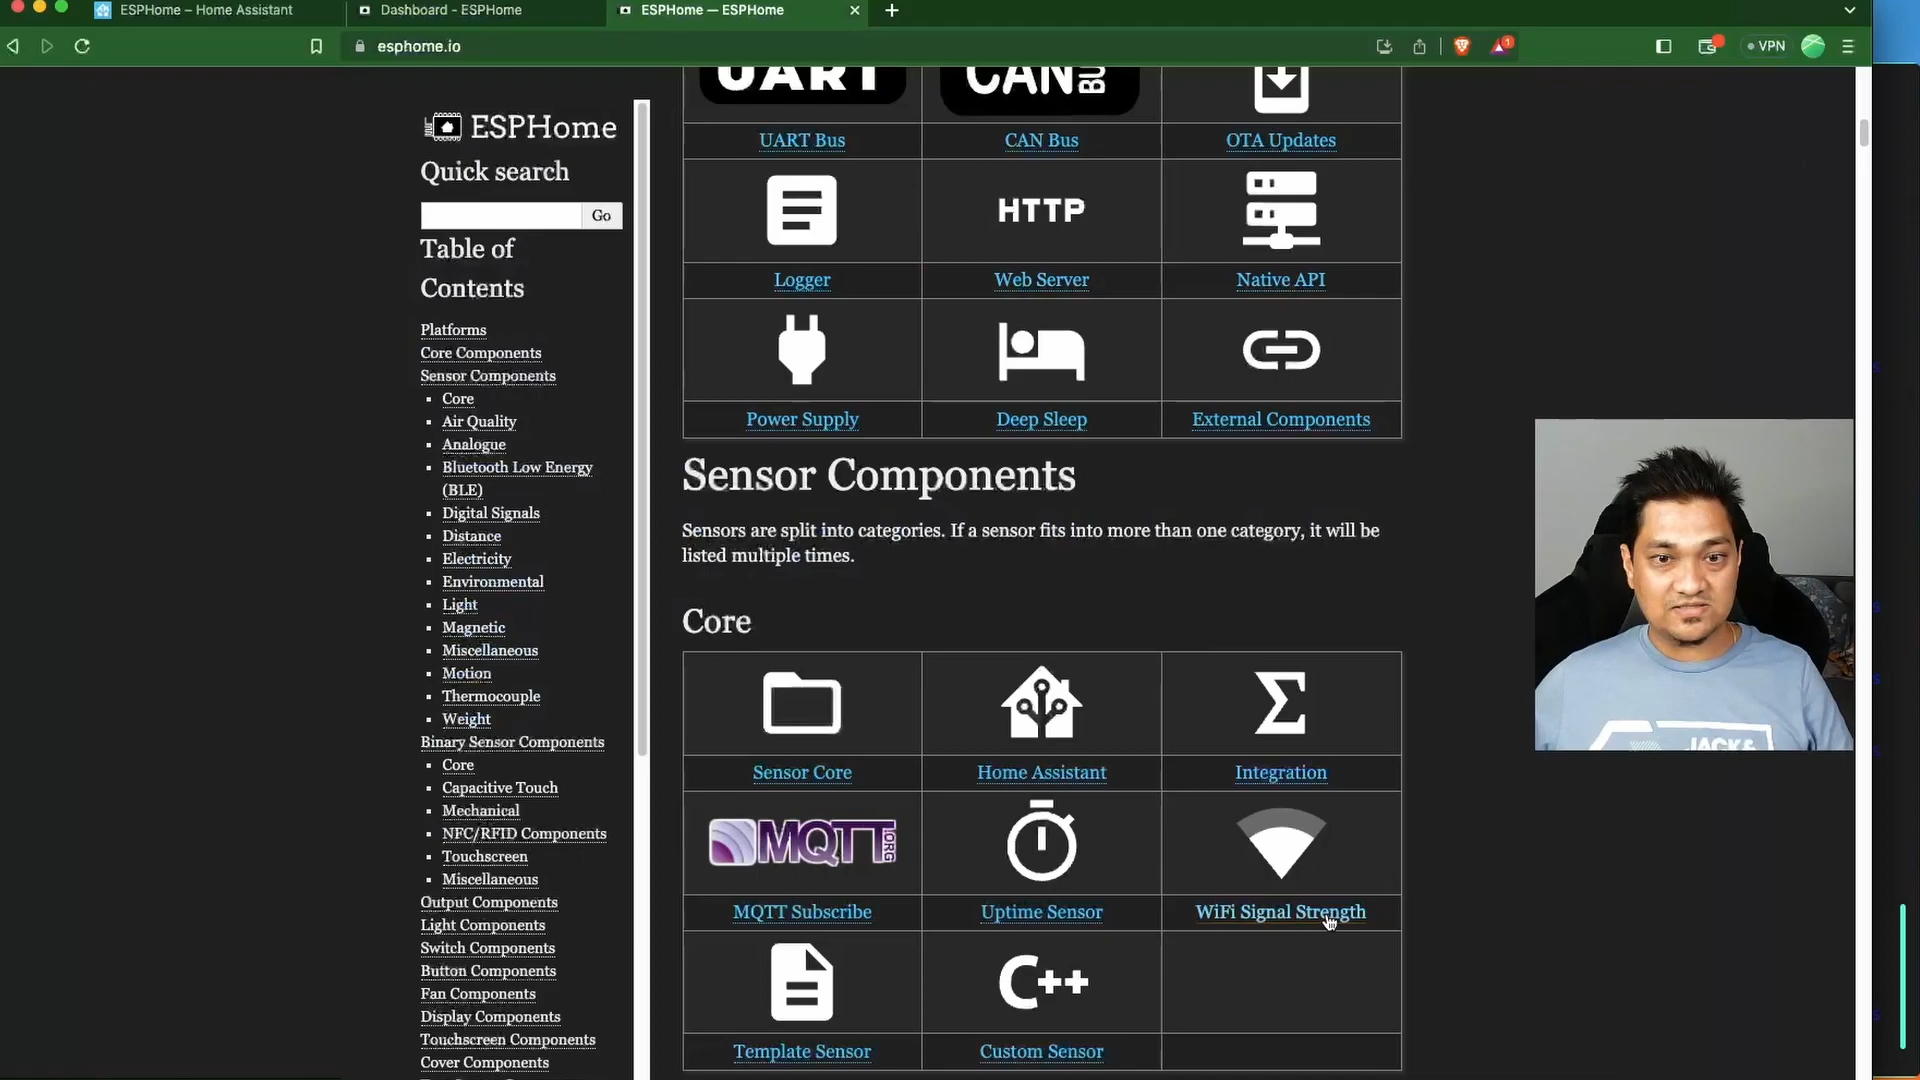 ESPHome – Home Assistant
Dashboard - ESPHome
ESPHome — ESPHome
esphome.io
1
VPN
ESPHome
Quick search
Go
Table of
Contents
Platforms
Core Components
Sensor Components
Core
Air Quality
Analogue
Bluetooth Low Energy
(BLE)
Digital Signals
Distance
Electricity
Environmental
Light
Magnetic
Miscellaneous
Motion
Thermocouple
Weight
Binary Sensor Components
Core
Capacitive Touch
Mechanical
NFC/RFID Components
Touchscreen
Miscellaneous
Output Components
Light Components
Switch Components
Button Components
Fan Components
Display Components
Touchscreen Components
Cover Components
UART
CAN BUS
UART Bus
CAN Bus
OTA Updates
HTTP
Logger
Web Server
Native API
Power Supply
Deep Sleep
External Components
Sensor Components
Sensors are split into categories. If a sensor fits into more than one category, it will be
listed multiple times.
Core
Σ
Sensor Core
Home Assistant
Integration
MQTT.ORG
MQTT Subscribe
Uptime Sensor
WiFi Signal Strength
C++
Template Sensor
Custom Sensor
JACK&